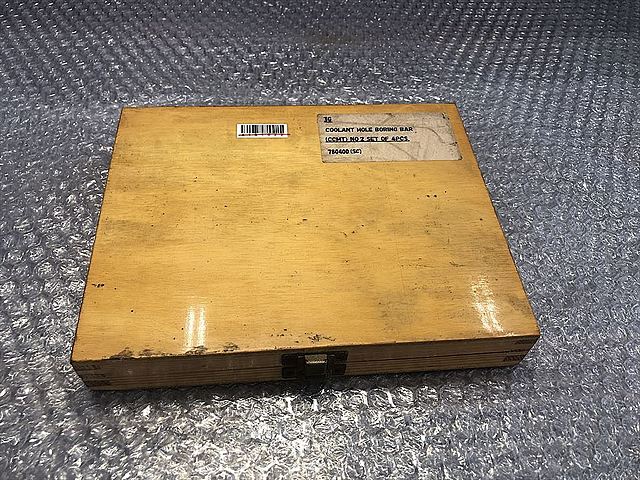 COOLANT HOLE BORING BAR
(CCMT) NO 2 SET OF 4PCS.
780400 (SC)